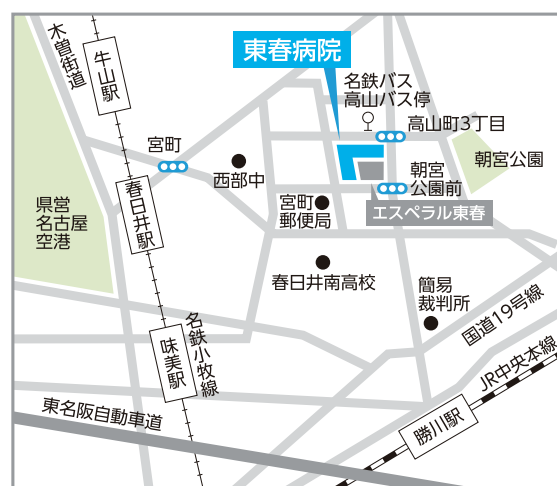 木曽街道
牛山駅
東春病院
名鉄バス
高山バス停
高山町3丁目
宮町
西部中
朝宮公園
朝宮
公園前
県営
名古屋
空港
春日井駅
宮町
郵便局
エスペラル東春
春日井南高校
簡易
裁判所
国道19号線
味美駅
名鉄小牧線
JR中央本線
東名阪自動車道
勝川駅